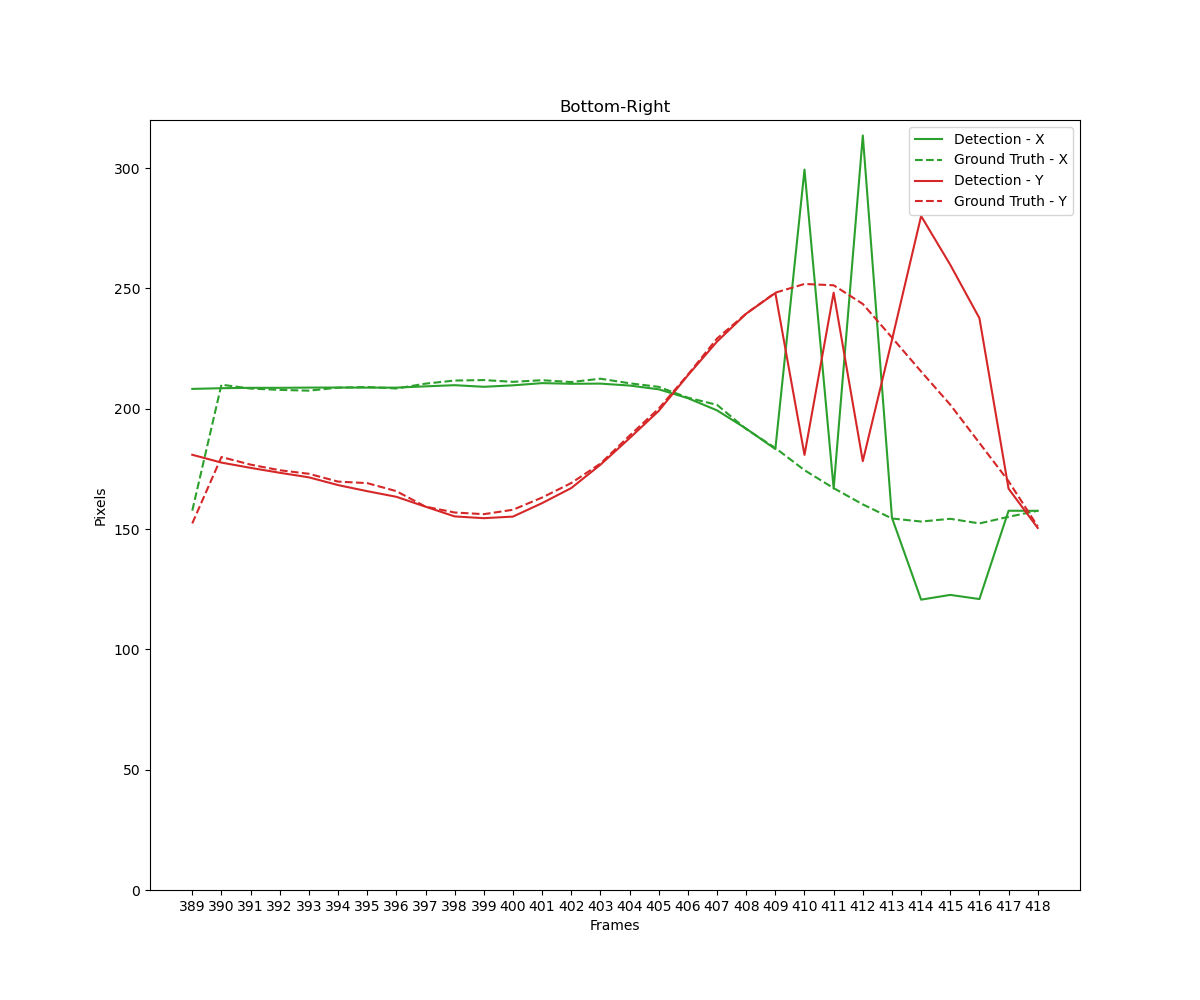 Bottom-Right
Detection - X
Ground Truth - X
Detection - Y
Ground Truth - Y
300
250
200
150
100
50
0
Pixels
389 390 391 392 393 394 395 396 397 398 399 400 401 402 403 404 405 406 407 408 409 410 411 412 413 414 415 416 417 418
Frames